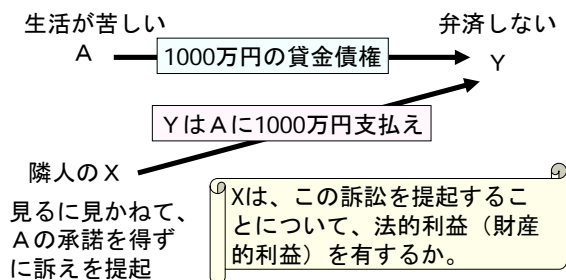 生活が苦しい
弁済しない
A
1000万円の貸金債権
Y
YはAに1000万円支払え
隣人のX
見るに見かねて、
Aの承諾を得ず
に訴えを提起
Xは、この訴訟を提起するこ
とについて、法的利益（財産
的利益）を有するか。